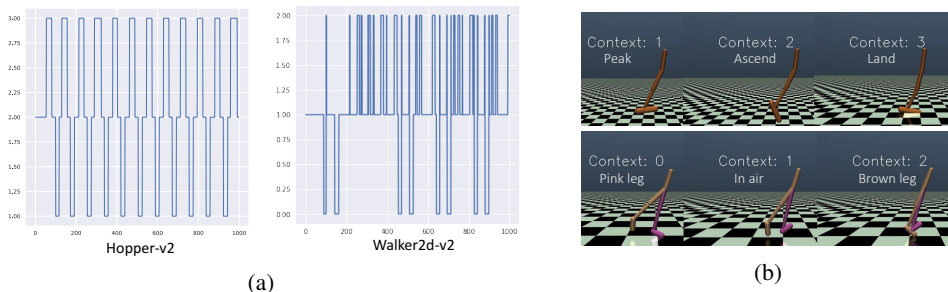 3.00
2.75
2.50
2.25
2.00
1.75
1.50
1.25
1.00
0 200 400 600 800 1000
Hopper-v2
2.00
1.75
1.50
1.25
1.00
0.75
0.50
0.25
0.00
0 200 400 600 800 1000
Walker2d-v2
(a)
Context: 1
Peak
Context: 2
Ascend
Context: 3
Land
Context: 0
Pink leg
Context: 1
In air
Context: 2
Brown leg
(b)